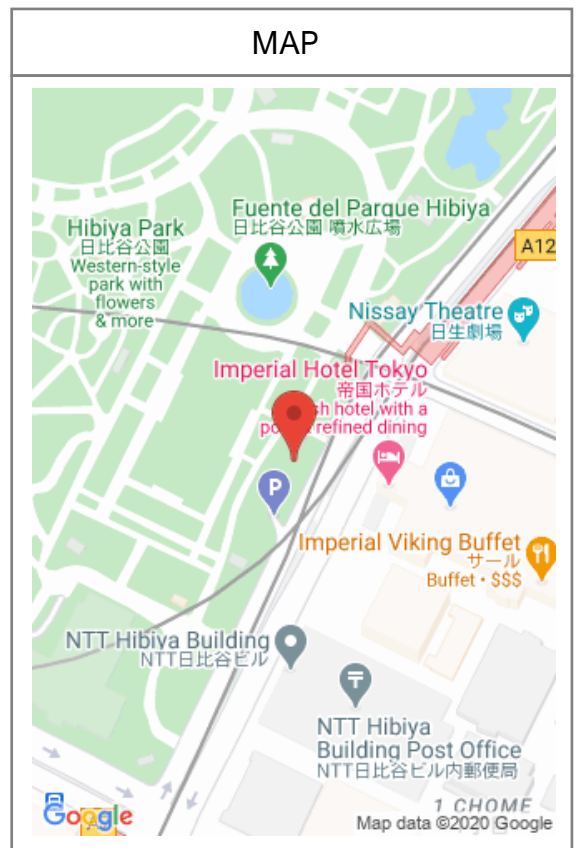 MAP
Fuente del Parque Hibiya
日比谷公園 噴水広場
Hibiya Park
日比谷公園
Western-style
park with
flowers
& more
A12
Nissay Theatre
日生劇場
Imperial Hotel Tokyo
帝国ホテル
hotel with a
refined dining
P
Imperial Viking Buffet
サール
Buffet • $$$
NTT Hibiya Building
NTT日比谷ビル
NTT Hibiya
Building Post Office
NTT日比谷ビル内郵便局
1 CHOME
Google
Map data ©2020 Google